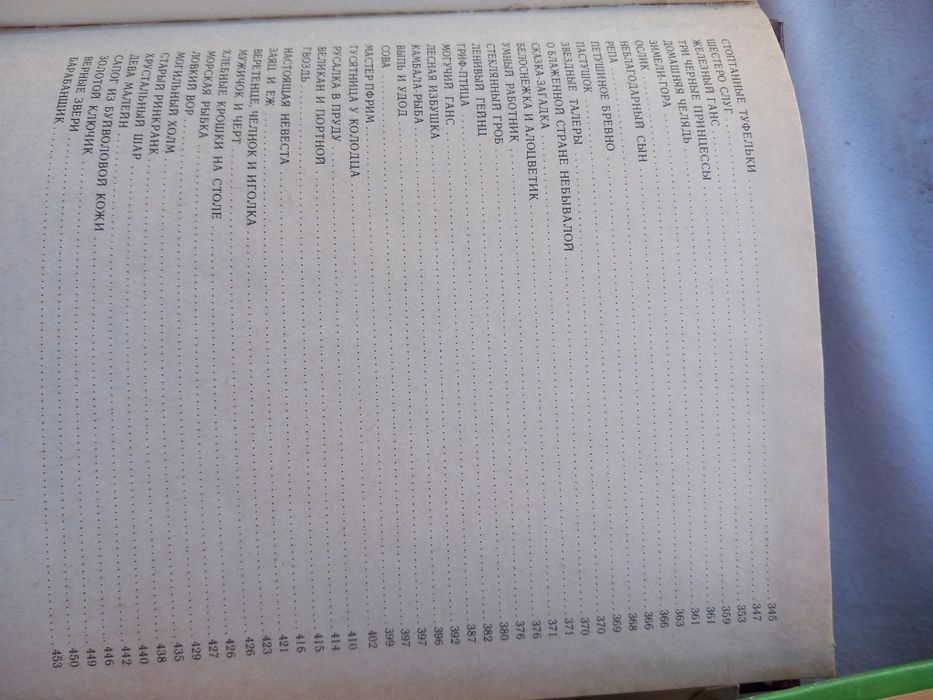 СТОПТАННЫЕ ТУФЕЛЬКИ 345
ШЕСТЕРО СЛУГ 347
ЖЕЛЕЗНЫЙ ГАНС 353
ТРИ ЧЕРНЫЕ ПРИНЦЕССЫ 359
ДОМАШНЯЯ ЧЕЛЯДЬ 361
ЗИМЕЛИ-ГОРА 361
ОСЛИК 363
НЕБЛАГОДАРНЫЙ СЫН 366
РЕПА 366
ПЕТУШИНОЕ БРЕВНО 368
ПАСТУШОК 369
ЗВЕЗДНЫЕ ТАЛЕРЫ 370
О БЛАЖЕННОЙ СТРАНЕ НЕБЫВАЛОЙ 370
СКАЗКА-ЗАГАДКА 371
БЕЛОСНЕЖКА И АЛОЦВЕТИК 371
УМНЫЙ РАБОТНИК 376
СТЕКЛЯННЫЙ ГРОБ 376
ЛЕНИВЫЙ ГЕЙНЦ 380
ГРИФ-ПТИЦА 382
МОГУЧИЙ ГАНС 387
ЛЕСНАЯ ИЗБУШКА 392
КАМБАЛА-РЫБА 396
ВЫПЬ И УДОД 397
СОВА 397
МАСТЕР ПФРИМ 399
ГУСЯТНИЦА У КОЛОДЦА 402
РУСАЛКА В ПРУДУ 410
ВЕЛИКАН И ПОРТНОЙ 414
ГВОЗДЬ 415
НАСТОЯЩАЯ НЕВЕСТА 416
ЗАЯЦ И ЕЖ 421
ВЕРЕТЕНЦЕ, ЧЕЛНОК И ИГОЛКА 423
МУЖИЧОК И ЧЕРТ 426
ХЛЕБНЫЕ КРОШКИ НА СТОЛЕ 426
МОРСКАЯ РЫБКА 427
ЛОВКИЙ ВОР 429
МОГИЛЬНЫЙ ХОЛМ 435
СТАРЫЙ РИНКРАНК 438
ХРУСТАЛЬНЫЙ ШАР 440
ДЕВА МАЛЕЙН 442
САПОГ ИЗ БУЙВОЛОВОЙ КОЖИ 446
ЗОЛОТОЙ КЛЮЧИК 449
ВЕРНЫЕ ЗВЕРИ 450
БАРАБАНЩИК 453